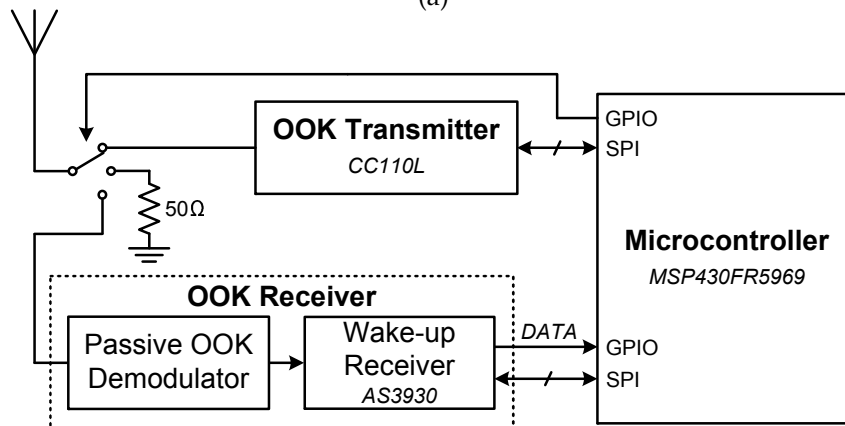 (a)
GPIO
OOK Transmitter
CC110L
SPI
50Ω
Microcontroller
MSP430FR5969
OOK Receiver
Passive OOK
Demodulator
Wake-up
Receiver
AS3930
DATA
GPIO
SPI